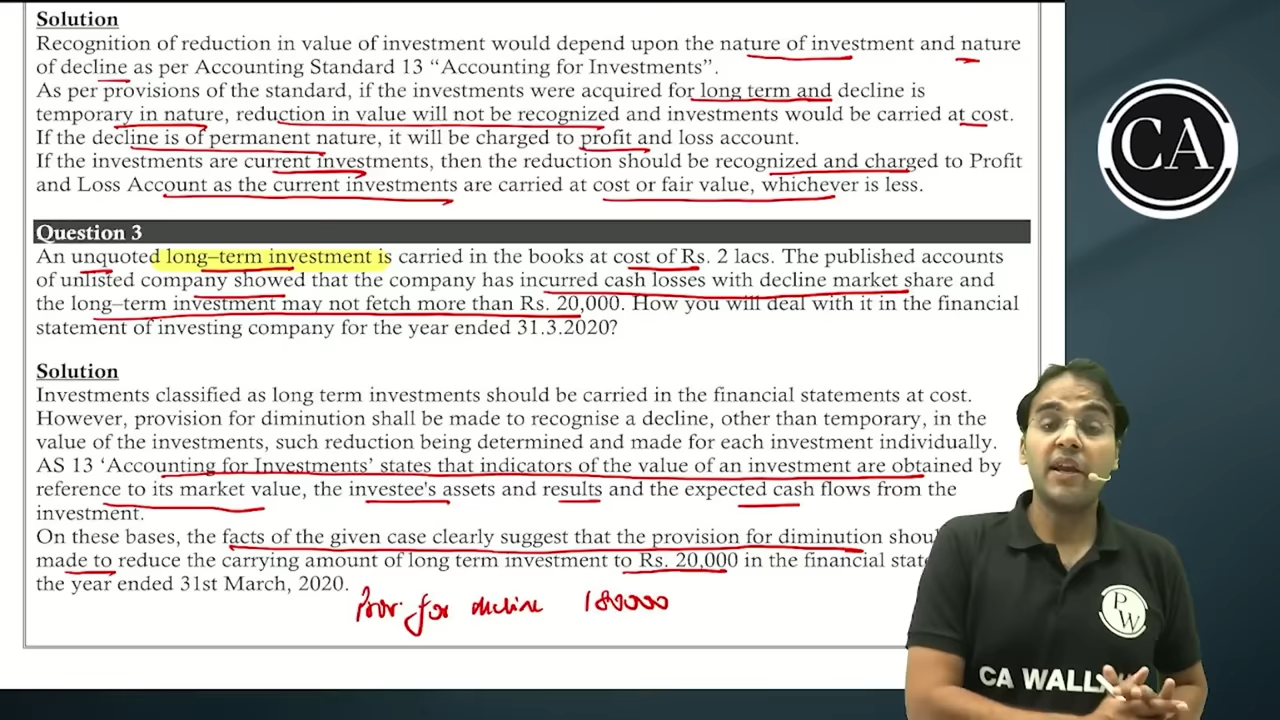 Solution
Recognition of reduction in value of investment would depend upon the nature of investment and nature
of decline as per Accounting Standard 13 “Accounting for Investments”.
As per provisions of the standard, if the investments were acquired for long term and decline is
temporary in nature, reduction in value will not be recognized and investments would be carried at cost.
If the decline is of permanent nature, it will be charged to profit and loss account.
If the investments are current investments, then the reduction should be recognized and charged to Profit
and Loss Account as the current investments are carried at cost or fair value, whichever is less.
Question 3
An unquoted long–term investment is carried in the books at cost of Rs. 2 lacs. The published accounts
of unlisted company showed that the company has incurred cash losses with decline market share and
the long–term investment may not fetch more than Rs. 20,000. How you will deal with it in the financial
statement of investing company for the year ended 31.3.2020?
Solution
Investments classified as long term investments should be carried in the financial statements at cost.
However, provision for diminution shall be made to recognise a decline, other than temporary, in the
value of the investments, such reduction being determined and made for each investment individually.
AS 13 ‘Accounting for Investments’ states that indicators of the value of an investment are obtained by
reference to its market value, the investee's assets and results and the expected cash flows from the
investment.
On these bases, the facts of the given case clearly suggest that the provision for diminution shou
made to reduce the carrying amount of long term investment to Rs. 20,000 in the financial stat
the year ended 31st March, 2020.
Prov. for decline 180000
CA
PW
CA WALL